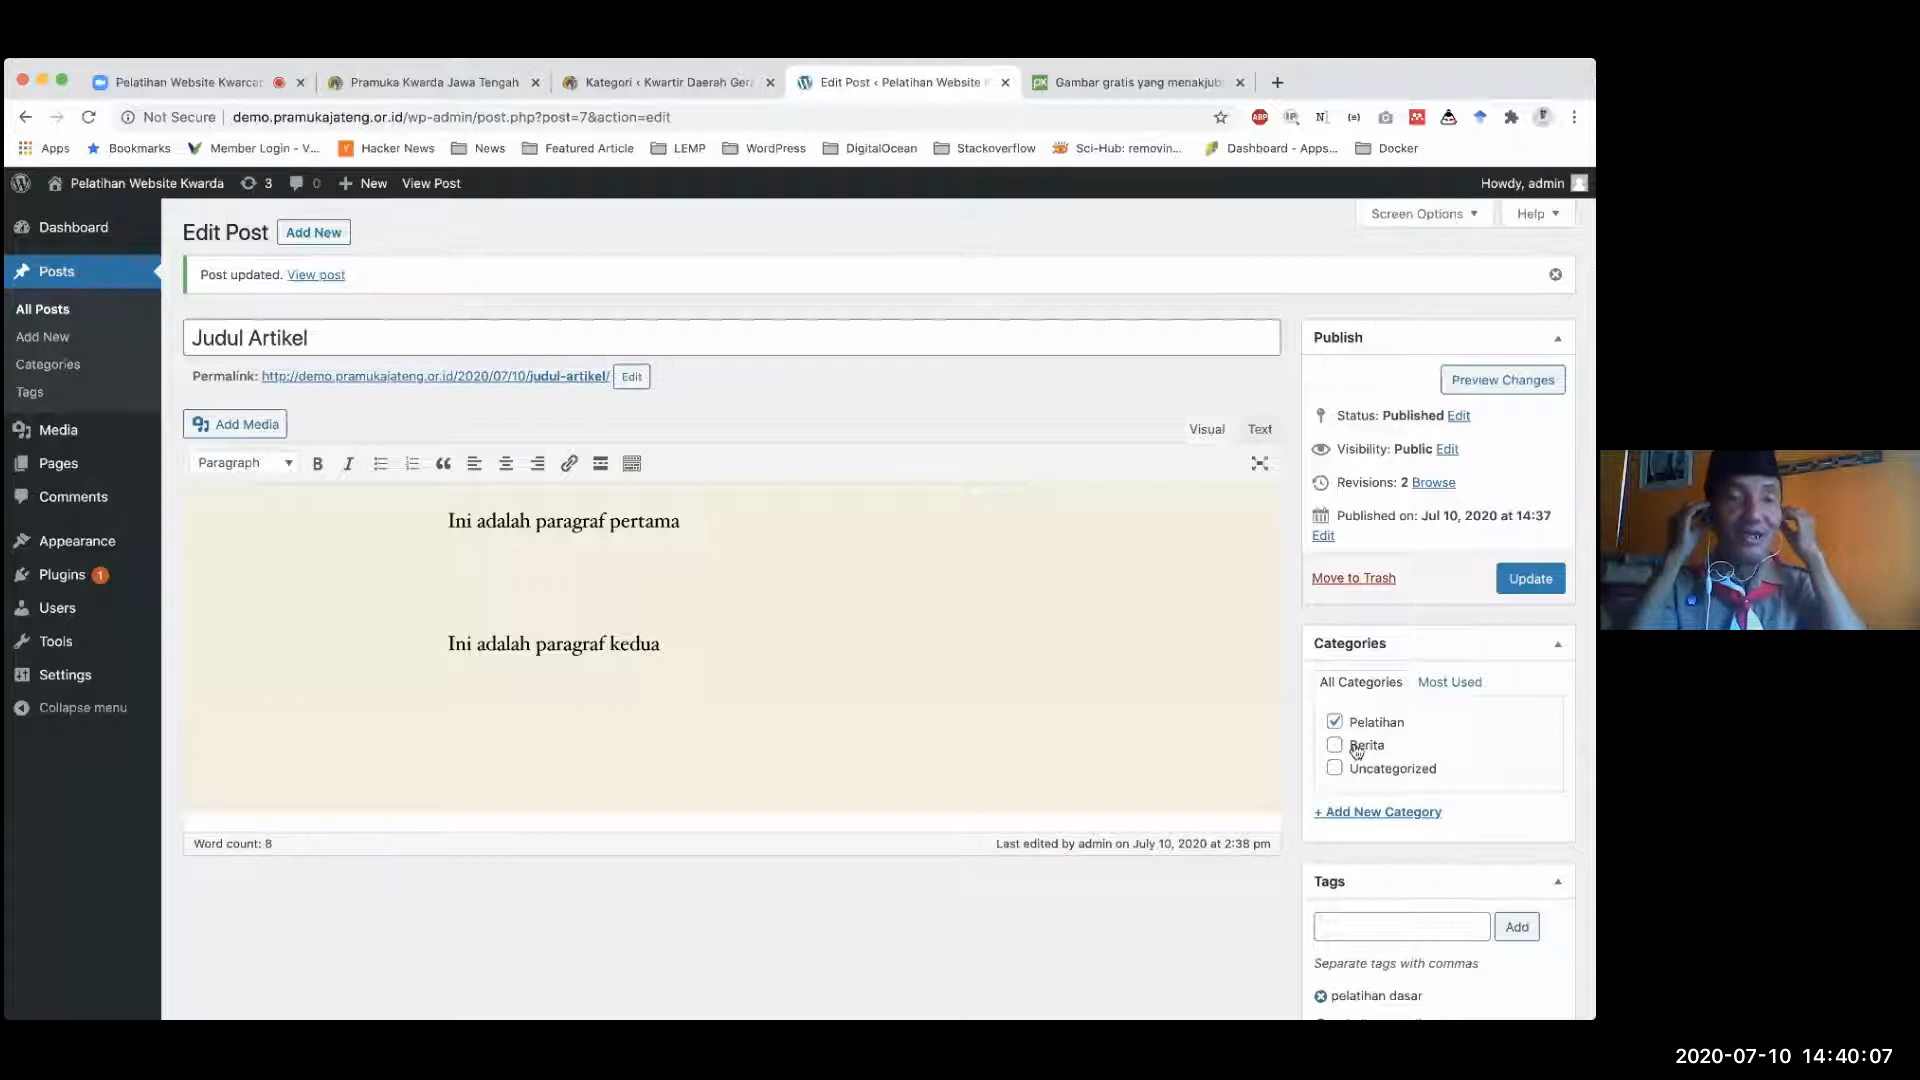 Pelatihan Website Kwarca
Pramuka Kwarda Jawa Tengah
Kategori ‹ Kwartir Daerah Ger
Edit Post ‹ Pelatihan Website
Gambar gratis yang menakjub
Not Secure
demo.pramukajateng.or.id/wp-admin/post.php?post=7&action=edit
Apps
Bookmarks
Member Login - V...
Hacker News
News
Featured Article
LEMP
WordPress
DigitalOcean
Stackoverflow
Sci-Hub: removin...
Dashboard - Apps...
Docker
Pelatihan Website Kwarda
3
0
New
View Post
Howdy, admin
Dashboard
Posts
All Posts
Add New
Categories
Tags
Media
Pages
Comments
Appearance
Plugins 1
Users
Tools
Settings
Collapse menu
Screen Options
Help
Edit Post
Add New
Post updated. View post
Judul Artikel
Permalink: http://demo.pramukajateng.or.id/2020/07/10/judul-artikel/
Edit
Add Media
Visual
Text
Paragraph
B I
Ini adalah paragraf pertama
Ini adalah paragraf kedua
Word count: 8
Last edited by admin on July 10, 2020 at 2:38 pm
Publish
Preview Changes
Status: Published Edit
Visibility: Public Edit
Revisions: 2 Browse
Published on: Jul 10, 2020 at 14:37
Edit
Move to Trash
Update
Categories
All Categories
Most Used
Pelatihan
Berita
Uncategorized
+ Add New Category
Tags
Add
Separate tags with commas
pelatihan dasar
2020-07-10 14:40:07